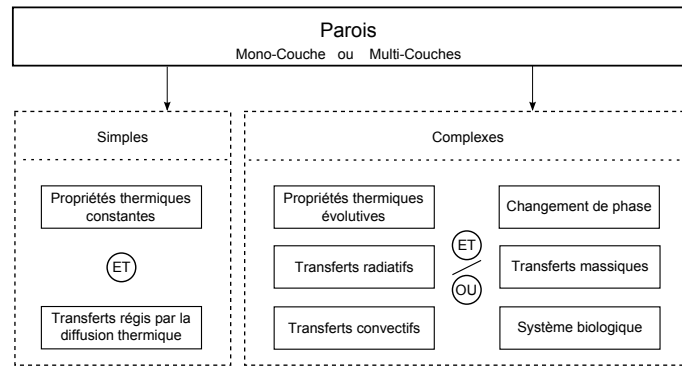 Parois
Mono-Couche ou Multi-Couches
Simples
Propriétés thermiques
constantes
ET
Transferts régis par la
diffusion thermique
Complexes
Propriétés thermiques
évolutives
Transferts radiatifs
Transferts convectifs
ET
OU
Changement de phase
Transferts massiques
Système biologique